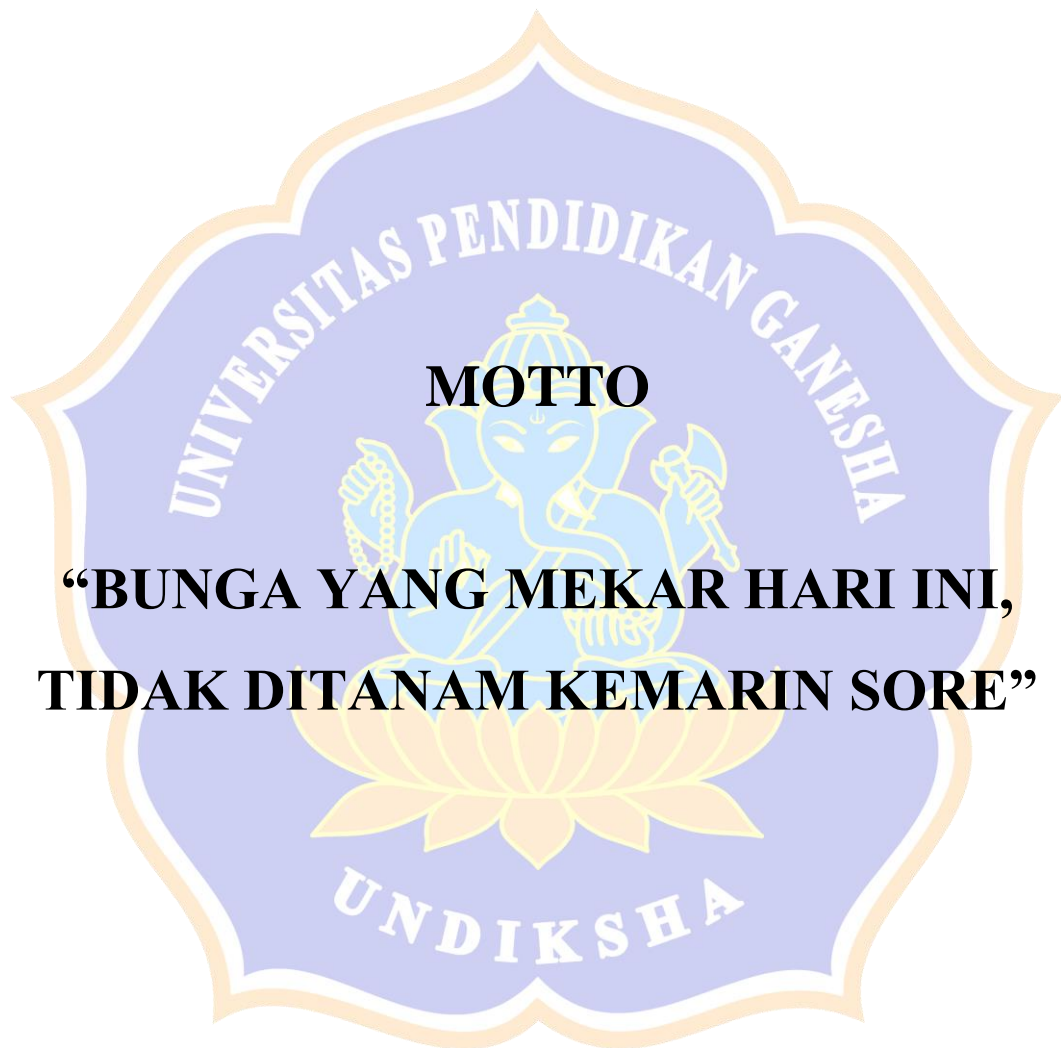 UNIVERSITAS PENDIDIKAN GANESHA
MOTTO
“BUNGA YANG MEKAR HARI INI,
TIDAK DITANAM KEMARIN SORE”
UNDIKSHA